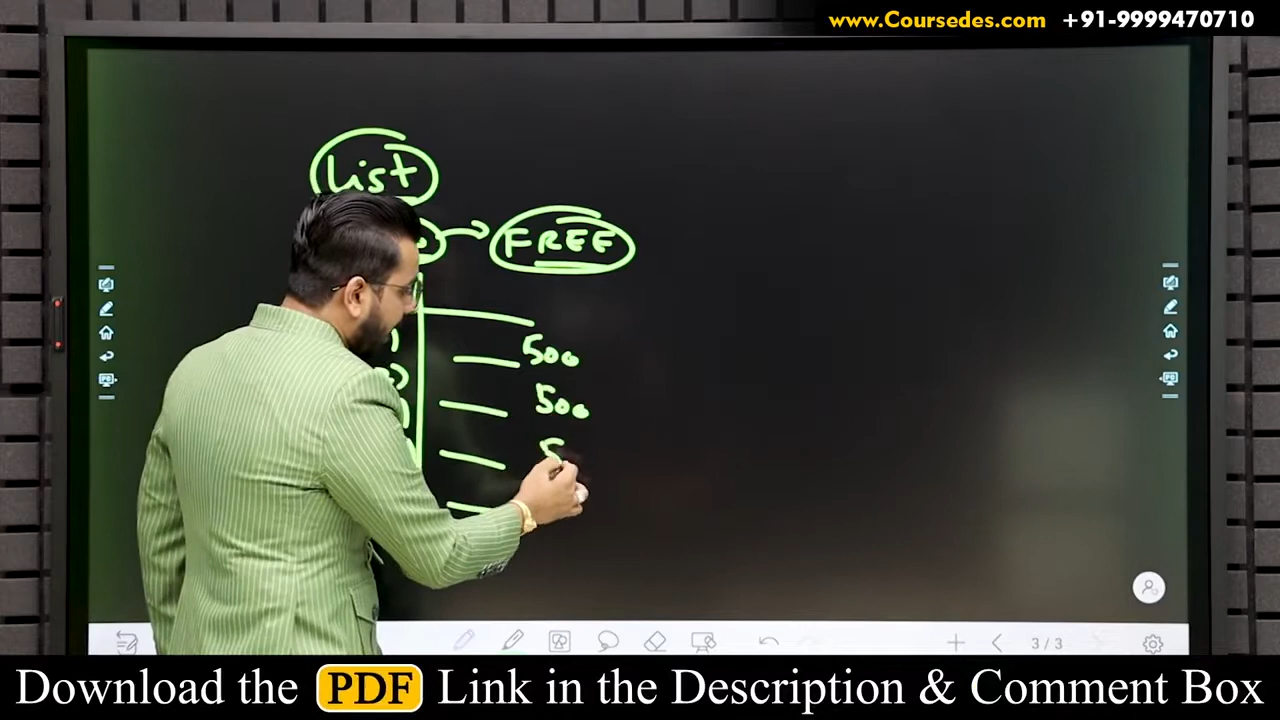 www.Coursedes.com +91-9999470710
List
FREE
500
500
5
3/3
Download the PDF Link in the Description & Comment Box